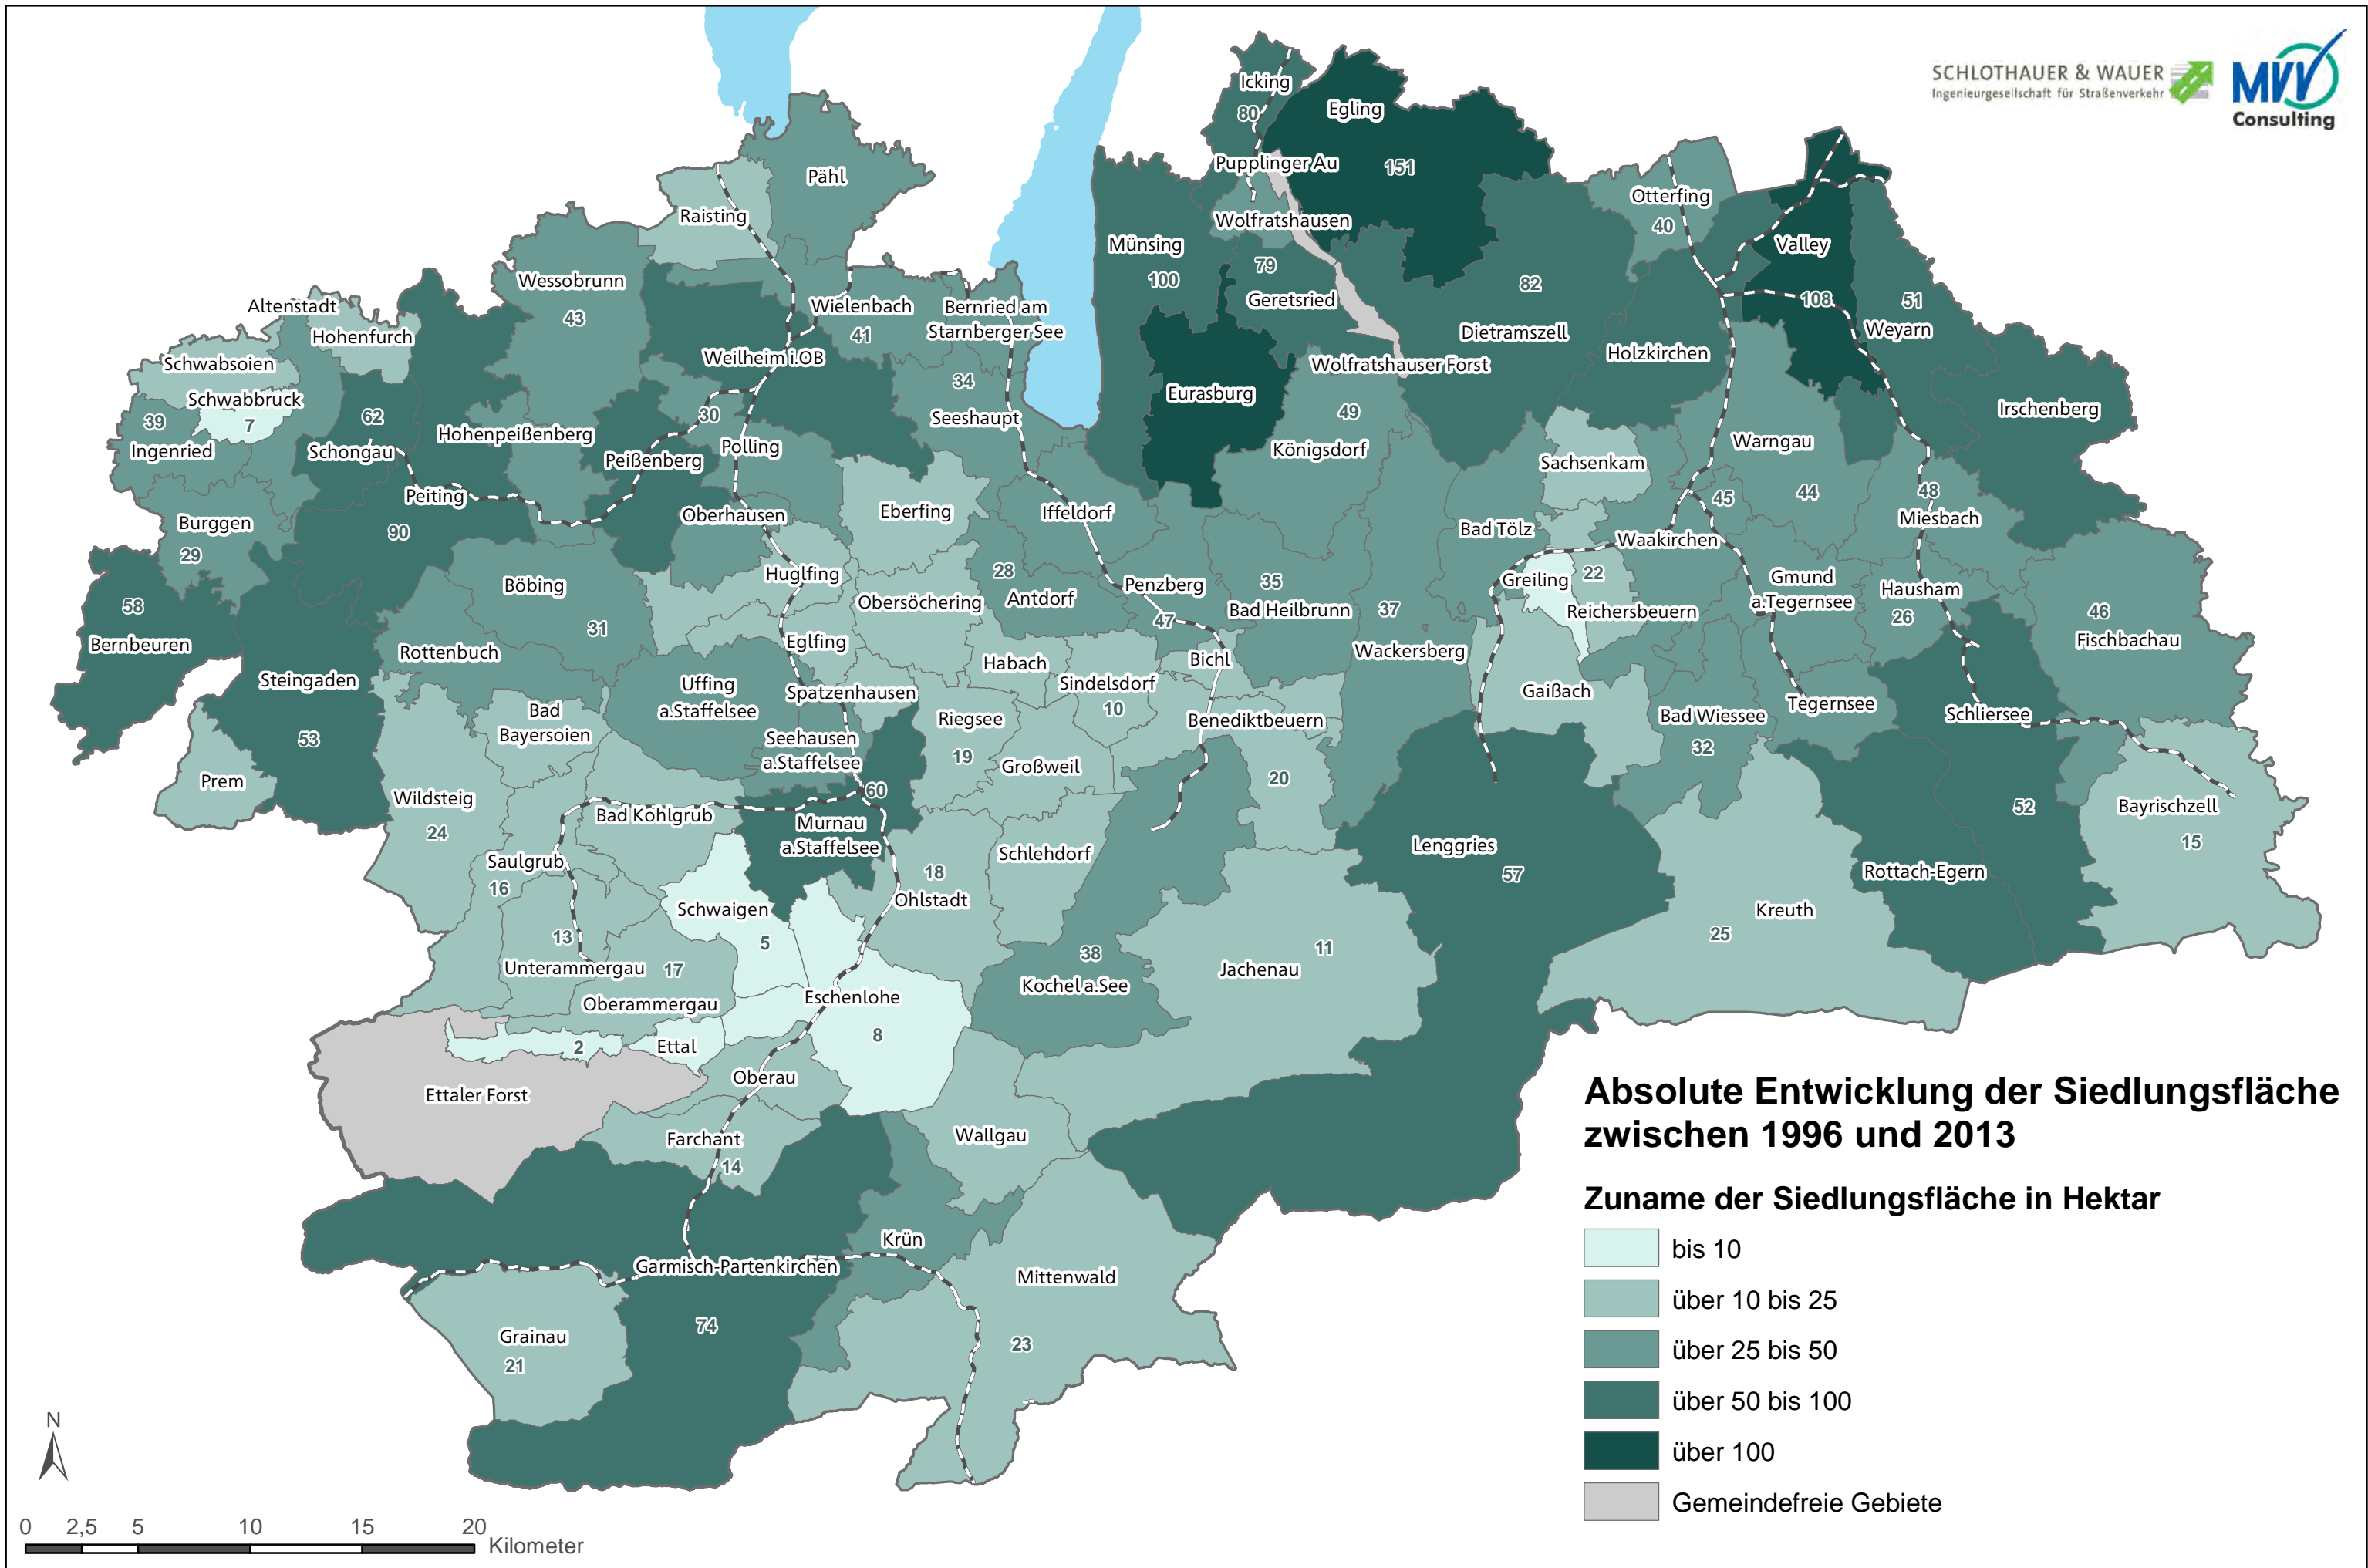 SCHLOTHAUER & WAUER
Ingenieurgesellschaft für Straßenverkehr
MVV
Consulting
Icking
80
Egling
151
Pupplinger Au
Pähl
Raisting
Wolfratshausen
Otterfing
40
Münsing
100
79
Geretsried
82
Dietramszell
Valley
108
51
Weyarn
Wessobrunn
43
Altenstadt
Hohenfurch
Wielenbach
41
Bernried am
Starnberger See
Schwabsoien
Weilheim i.OB
Wolfratshauser Forst
Holzkirchen
Schwabbruck
7
39
Ingenried
62
Schongau
Hohenpeißenberg
30
Peißenberg
Polling
34
Seeshaupt
Eurasburg
49
Königsdorf
Irschenberg
Warngau
44
Sachsenkam
45
48
Miesbach
Peiting
90
Burggen
29
Oberhausen
Eberfing
Iffeldorf
Bad Tölz
Waakirchen
58
Bernbeuren
Böbing
31
Huglfing
Obersöchering
28
Antdorf
Penzberg
47
35
Bad Heilbrunn
37
Greiling
22
Reichersbeuern
Gmund
a.Tegernsee
Hausham
26
46
Fischbachau
Rottenbuch
Eglfing
Steingaden
53
Uffing
a.Staffelsee
Spatzenhausen
Habach
Sindelsdorf
10
Bichl
Wackersberg
Gaißach
Bad Wiessee
32
Tegernsee
Schliersee
52
Bad
Bayersoien
Seehausen
a.Staffelsee
Riegsee
19
Benediktbeuern
20
Prem
Großweil
Wildsteig
24
Bad Kohlgrub
60
Murnau
a.Staffelsee
Bayrischzell
15
Saulgrub
16
Schlehdorf
Lenggries
57
18
Ohlstadt
Rottach-Egern
Schwaigen
5
Kreuth
25
13
Unterammergau
17
Oberammergau
38
Kochel a.See
11
Jachenau
Eschenlohe
8
2
Ettal
Oberau
Ettaler Forst
Farchant
14
Wallgau
Krün
Garmisch-Partenkirchen
74
Mittenwald
23
Grainau
21
Absolute Entwicklung der Siedlungsfläche
zwischen 1996 und 2013
Zuname der Siedlungsfläche in Hektar
bis 10
über 10 bis 25
über 25 bis 50
über 50 bis 100
über 100
Gemeindefreie Gebiete
N
0 2,5 5 10 15 20
Kilometer